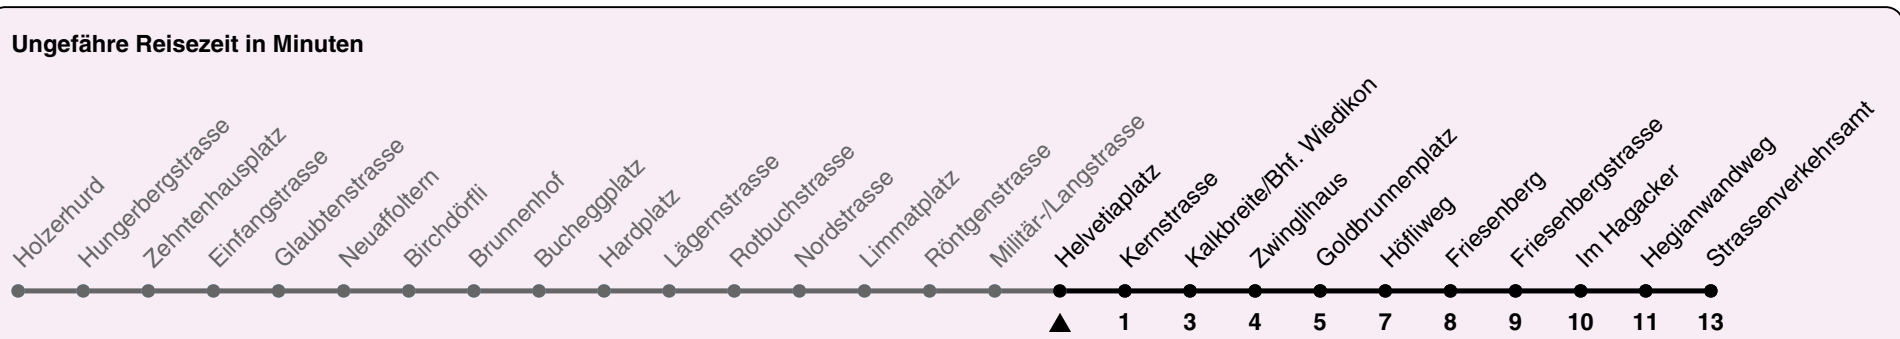 Ungefähre Reisezeit in Minuten
Holzerhurd
Hungerbergstrasse
Zehntenhausplatz
Einfangstrasse
Glaubtenstrasse
Neuaffoltern
Birchdörfli
Brunnenhof
Bucheggplatz
Hardplatz
Lägernstrasse
Rotbuchstrasse
Nordstrasse
Limmatplatz
Röntgenstrasse
Militär-/Langstrasse
Helvetiaplatz
Kernstrasse
Kalkbreite/Bhf. Wiedikon
Zwinglihaus
Goldbrunnenplatz
Höfliweg
Friesenberg
Friesenbergstrasse
Im Hagacker
Hegianwandweg
Strassenverkehrsamt
1 3 4 5 7 8 9 10 11 13